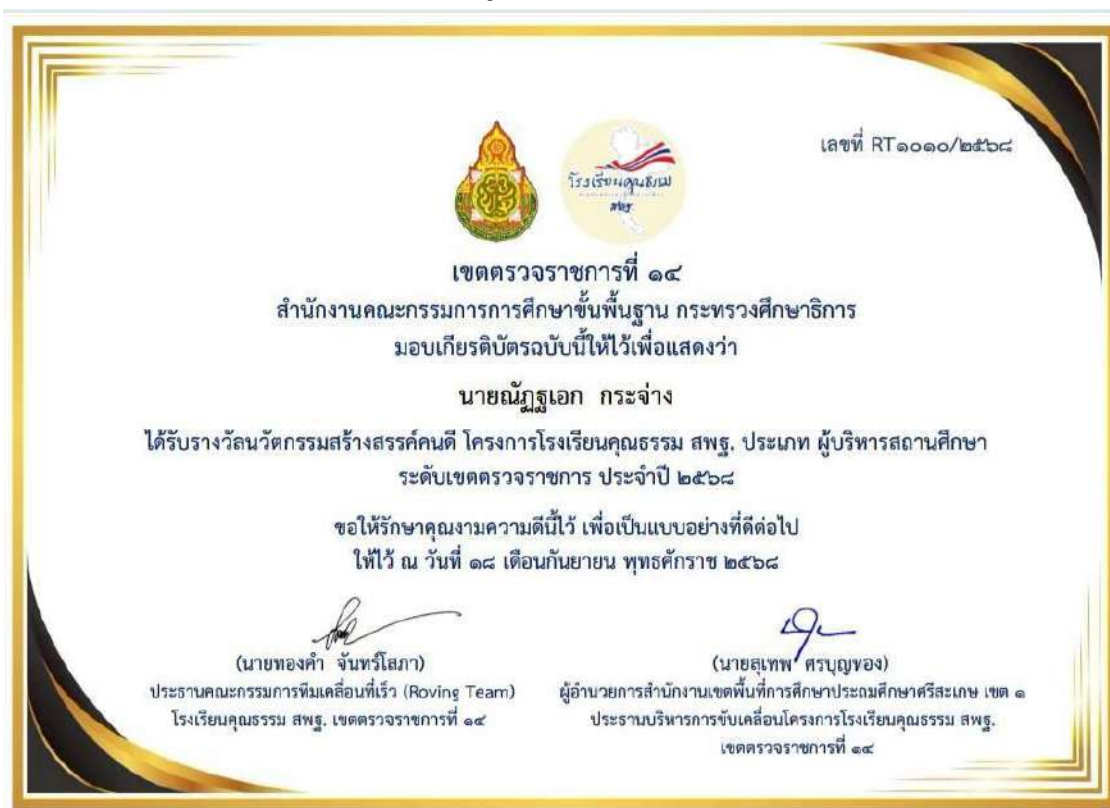 เลขที่ RT๑๐๑๐/๒๕๖๘
โรงเรียนคุณธรรม
สพฐ.
เขตตรวจราชการที่ ๑๔
สำนักงานคณะกรรมการการศึกษาขั้นพื้นฐาน กระทรวงศึกษาธิการ
มอบเกียรติบัตรฉบับนี้ให้ไว้เพื่อแสดงว่า
นายณัฏฐเอก กระจ่าง
ได้รับรางวัลนวัตกรรมสร้างสรรค์คนดี โครงการโรงเรียนคุณธรรม สพฐ. ประเภท ผู้บริหารสถานศึกษา
ระดับเขตตรวจราชการ ประจำปี ๒๕๖๘
ขอให้รักษาคุณงามความดีนี้ไว้ เพื่อเป็นแบบอย่างที่ดีต่อไป
ให้ไว้ ณ วันที่ ๑๘ เดือนกันยายน พุทธศักราช ๒๕๖๘
(นายทองคำ จันทร์โสภา)
ประธานคณะกรรมการทีมเคลื่อนที่เร็ว (Roving Team)
โรงเรียนคุณธรรม สพฐ. เขตตรวจราชการที่ ๑๔
(นายสุเทพ ศรบุญทอง)
ผู้อำนวยการสำนักงานเขตพื้นที่การศึกษาประถมศึกษาศรีสะเกษ เขต ๑
ประธานบริหารการขับเคลื่อนโครงการโรงเรียนคุณธรรม สพฐ.
เขตตรวจราชการที่ ๑๔